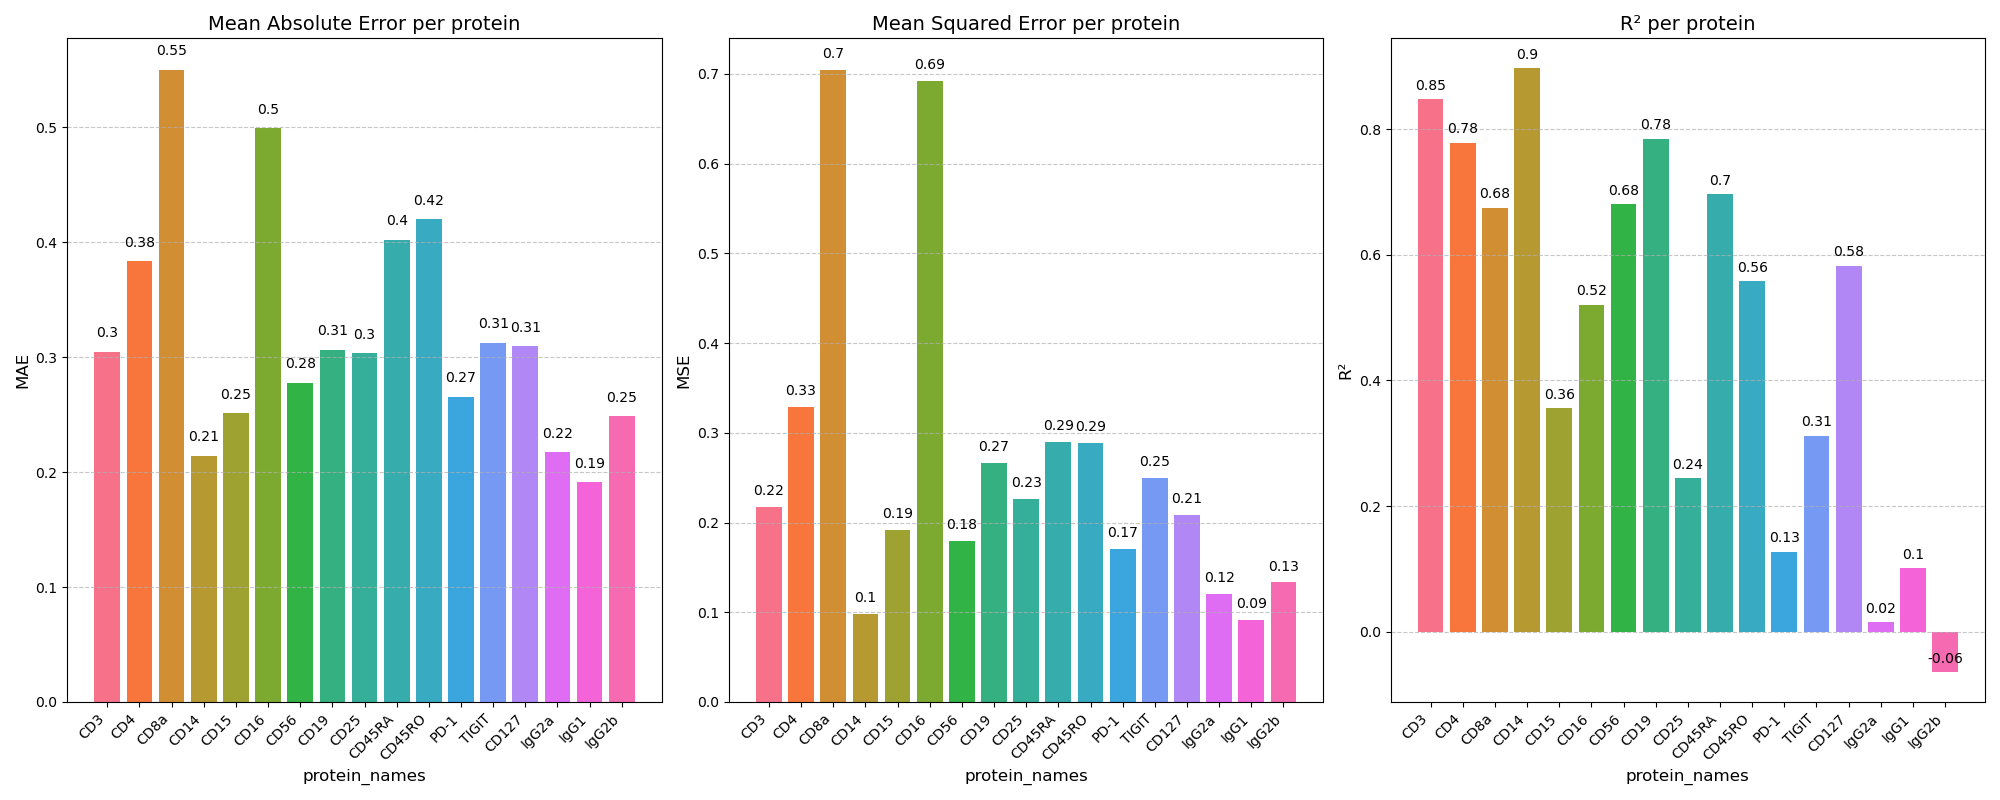 Mean Absolute Error per protein
MAE
0.0
0.1
0.2
0.3
0.4
0.5
0.3
0.38
0.55
0.21
0.25
0.5
0.28
0.31
0.3
0.4
0.42
0.27
0.31
0.31
0.22
0.19
0.25
CD3
CD4
CD8a
CD14
CD15
CD16
CD56
CD19
CD25
CD45RA
CD45RO
PD-1
TIGIT
CD127
IgG2a
IgG1
IgG2b
protein_names
Mean Squared Error per protein
MSE
0.0
0.1
0.2
0.3
0.4
0.5
0.6
0.7
0.22
0.33
0.7
0.1
0.19
0.69
0.18
0.27
0.23
0.29
0.29
0.17
0.25
0.21
0.12
0.09
0.13
CD3
CD4
CD8a
CD14
CD15
CD16
CD56
CD19
CD25
CD45RA
CD45RO
PD-1
TIGIT
CD127
IgG2a
IgG1
IgG2b
protein_names
R² per protein
R²
0.0
0.2
0.4
0.6
0.8
0.85
0.78
0.68
0.9
0.36
0.52
0.68
0.78
0.24
0.7
0.56
0.13
0.31
0.58
0.02
0.1
-0.06
CD3
CD4
CD8a
CD14
CD15
CD16
CD56
CD19
CD25
CD45RA
CD45RO
PD-1
TIGIT
CD127
IgG2a
IgG1
IgG2b
protein_names